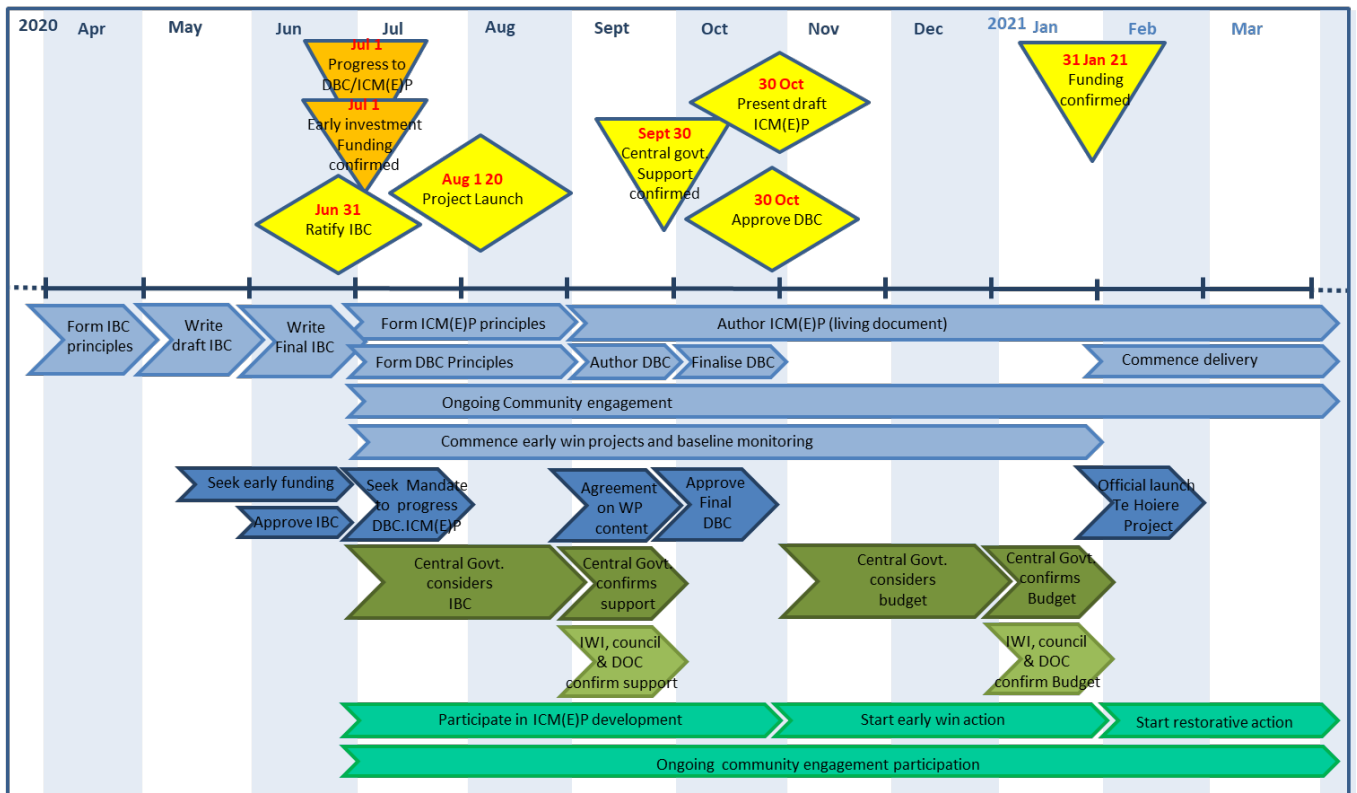 2020
Apr
May
Jun
Jul
Aug
Sept
Oct
Nov
Dec
2021
Jan
Feb
Mar
Jul 1
Progress to
DBC/ICM(E)P
Jul 1
Early investment
Funding
confirmed
Jun 31
Ratify IBC
Aug 1 20
Project Launch
Sept 30
Central govt.
Support
confirmed
30 Oct
Present draft
ICM(E)P
30 Oct
Approve DBC
31 Jan 21
Funding
confirmed
Form IBC
principles
Write
draft IBC
Write
Final IBC
Form ICM(E)P principles
Author ICM(E)P (living document)
Form DBC Principles
Author DBC
Finalise DBC
Commence delivery
Ongoing Community engagement
Commence early win projects and baseline monitoring
Seek early funding
Approve IBC
Seek Mandate
to progress
DBC.ICM(E)P
Agreement
on WP
content
Approve
Final
DBC
Official launch
Te Hoiere
Project
Central Govt.
considers
IBC
Central Govt.
confirms
support
Central Govt.
considers
budget
Central Govt.
confirms
Budget
IWI, council
& DOC
confirm support
IWI, council
& DOC
confirm Budget
Participate in ICM(E)P development
Start early win action
Start restorative action
Ongoing community engagement participation